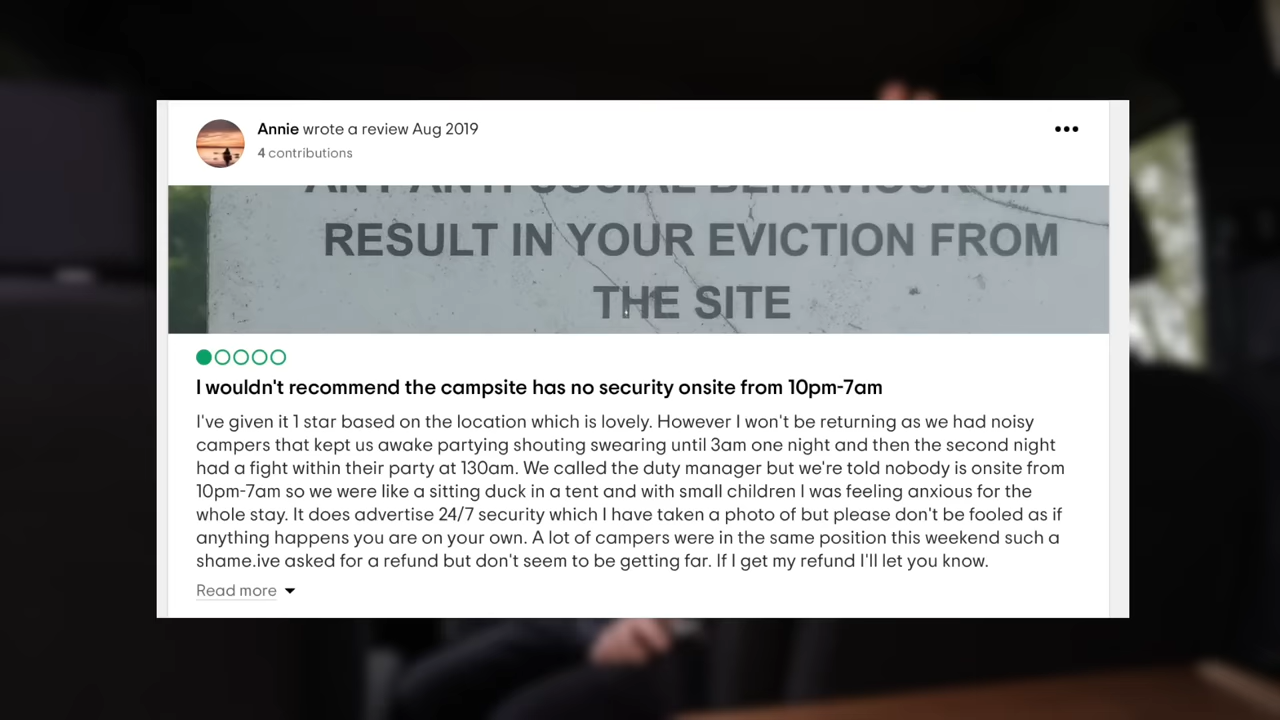 Annie wrote a review Aug 2019
4 contributions
ANY ANTI SOCIAL BEHAVIOUR MAY
RESULT IN YOUR EVICTION FROM
THE SITE
I wouldn't recommend the campsite has no security onsite from 10pm-7am
I've given it 1 star based on the location which is lovely. However I won't be returning as we had noisy
campers that kept us awake partying shouting swearing until 3am one night and then the second night
had a fight within their party at 130am. We called the duty manager but we're told nobody is onsite from
10pm-7am so we were like a sitting duck in a tent and with small children I was feeling anxious for the
whole stay. It does advertise 24/7 security which I have taken a photo of but please don't be fooled as if
anything happens you are on your own. A lot of campers were in the same position this weekend such a
shame.ive asked for a refund but don't seem to be getting far. If I get my refund I'll let you know.
Read more